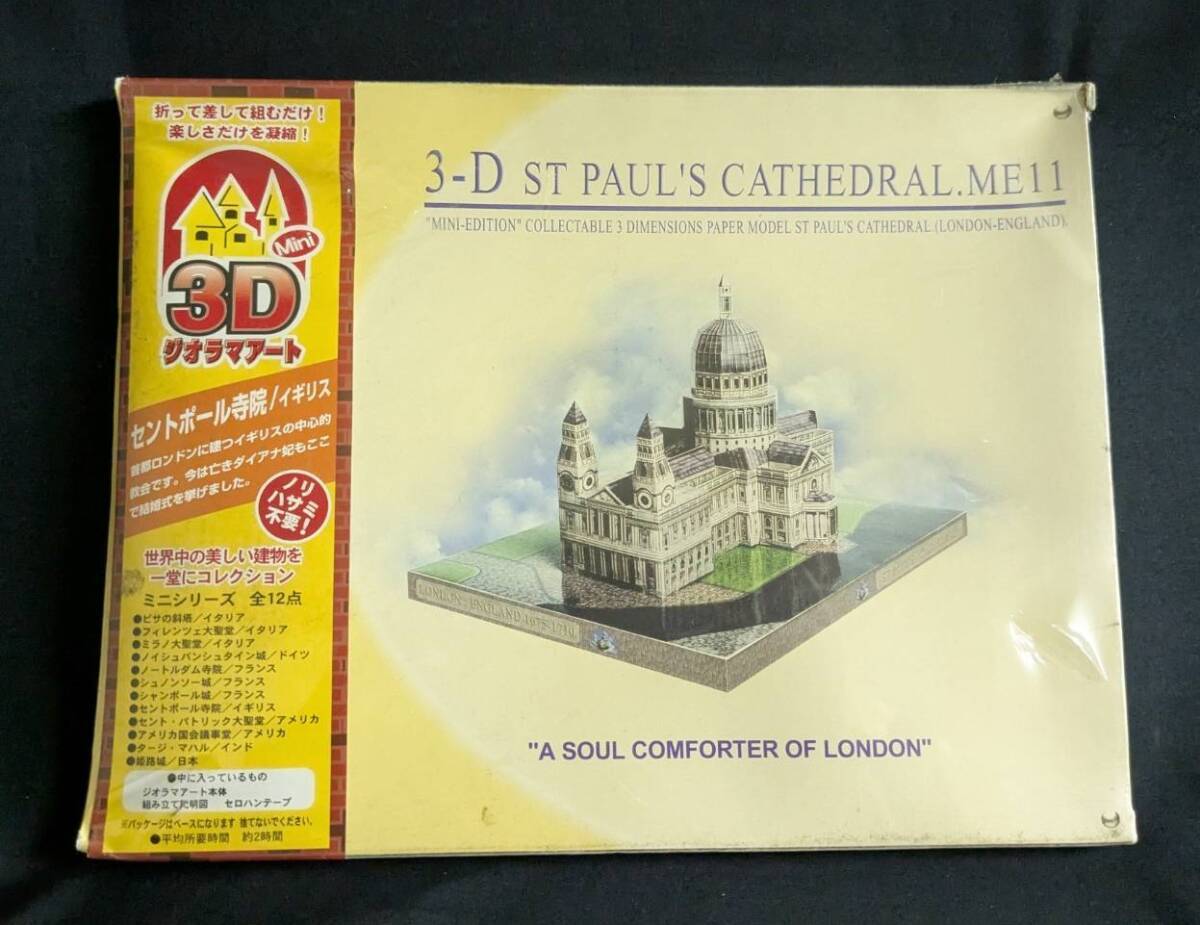 折って差して組むだけ！
楽しさだけを凝縮！
Mini
3D
ジオラマアート
セントポール寺院/イギリス
首都ロンドンに建つイギリスの中心的
教会です。今は亡きダイアナ妃もここ
で結婚式を挙げました。
ノリ
ハサミ
不要！
世界中の美しい建物を
一堂にコレクション
ミニシリーズ 全12点
●ピサの斜塔／イタリア
●フィレンツェ大聖堂／イタリア
●ミラノ大聖堂／イタリア
●ノイシュバンシュタイン城／ドイツ
●ノートルダム寺院／フランス
●シュノンソー城／フランス
●シャンボール城／フランス
●セントポール寺院／イギリス
●セント・パトリック大聖堂／アメリカ
●アメリカ国会議事堂／アメリカ
●タージ・マハル／インド
●姫路城／日本
●中に入っているもの
ジオラマアート本体
組み立て説明図 セロハンテープ
※パッケージはベースになります 捨てないでください。
●平均所要時間 約2時間
3-D ST PAUL'S CATHEDRAL.ME11
"MINI-EDITION" COLLECTABLE 3 DIMENSIONS PAPER MODEL ST PAUL'S CATHEDRAL (LONDON-ENGLAND).
LONDON - ENGLAND 1675-1710
"A SOUL COMFORTER OF LONDON"